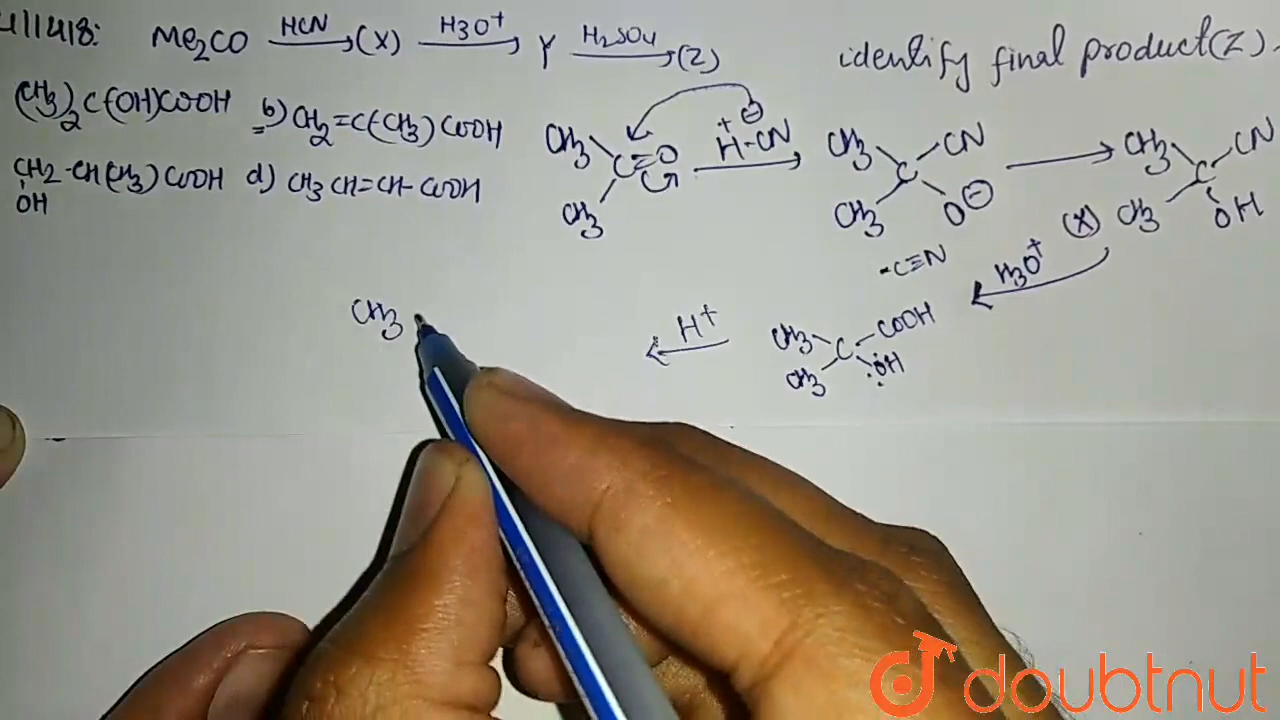 411418: Me2CO HCN (X) H3O+ Y H2SO4 (Z) identify final product (Z).
(CH3)2C(OH)COOH b) CH2=C(CH3)COOH
CH2-CH(CH3)COOH d) CH3CH=CH-COOH
OH
CH3 C=O CH3 + ⊖ H-CN
CH3 CN C CH3 O⊖
CH3 CN C CH3 OH (X)
-C≡N
H3O+
CH3 COOH C CH3 OH
H+
CH3
doubtnut